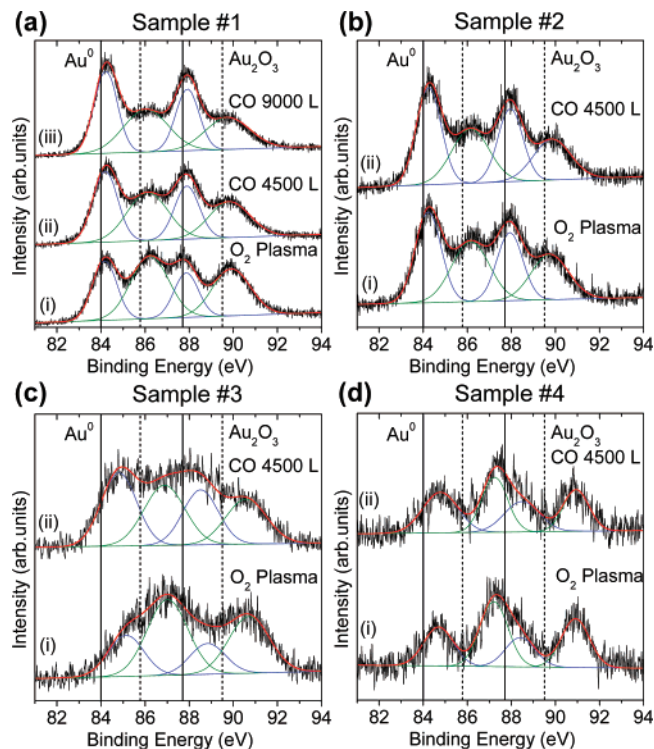 (a) Sample #1
Au⁰ Au₂O₃
CO 9000 L
(iii)
CO 4500 L
(ii)
O₂ Plasma
(i)
Intensity (arb.units)
82 84 86 88 90 92 94
Binding Energy (eV)
(b) Sample #2
Au⁰ Au₂O₃
CO 4500 L
(ii)
O₂ Plasma
(i)
Intensity (arb.units)
82 84 86 88 90 92 94
Binding Energy (eV)
(c) Sample #3
Au⁰ Au₂O₃
CO 4500 L
(ii)
O₂ Plasma
(i)
Intensity (arb.units)
82 84 86 88 90 92 94
Binding Energy (eV)
(d) Sample #4
Au⁰ Au₂O₃
CO 4500 L
(ii)
O₂ Plasma
(i)
Intensity (arb.units)
82 84 86 88 90 92 94
Binding Energy (eV)